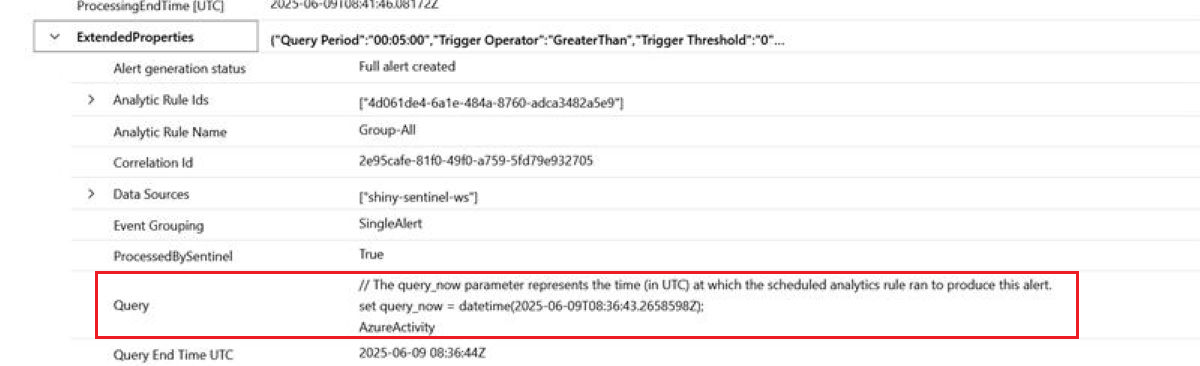 ProcessingEndTime [UTC] 2025-06-09T08:41:46.08172Z
ExtendedProperties {"Query Period":"00:05:00","Trigger Operator":"GreaterThan","Trigger Threshold":"0"...
Alert generation status Full alert created
Analytic Rule Ids ["4d061de4-6a1e-484a-8760-adca3482a5e9"]
Analytic Rule Name Group-All
Correlation Id 2e95cafe-81f0-49f0-a759-5fd79e932705
Data Sources ["shiny-sentinel-ws"]
Event Grouping SingleAlert
ProcessedBySentinel True
// The query_now parameter represents the time (in UTC) at which the scheduled analytics rule ran to produce this alert.
Query set query_now = datetime(2025-06-09T08:36:43.2658598Z);
AzureActivity
Query End Time UTC 2025-06-09 08:36:44Z